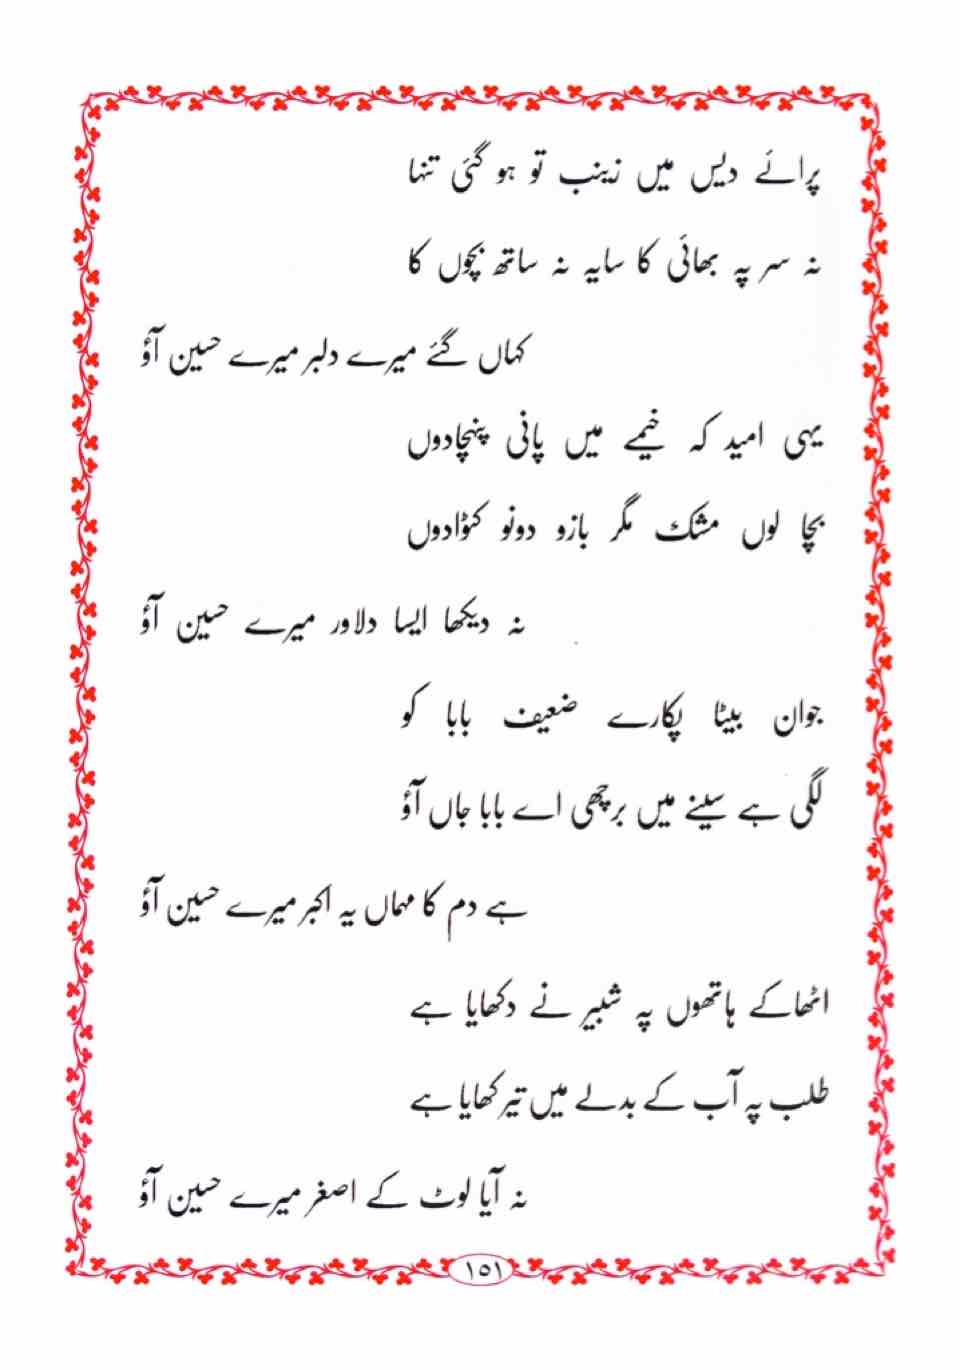 پرائے دیس میں زینب تو ہو گئی تنہا
نہ سر پہ بھائی کا سایہ نہ ساتھ بچوں کا
کہاں گئے میرے دلبر میرے حسین آؤ
یہی امید کہ خیمے میں پانی پنہچادوں
بچا لوں مشک مگر بازو دونو کٹوادوں
نہ دیکھا ایسا دلاور میرے حسین آؤ
جوان بیٹا پکارے ضعیف بابا کو
لگی ہے سینے میں برچھی اے بابا جاں آؤ
ہے دم کا مہماں یہ اکبر میرے حسین آؤ
اٹھا کے ہاتھوں پہ شبیر نے دکھایا ہے
طلب پہ آب کے بدلے میں تیر کھایا ہے
نہ آیا لوٹ کے اصغر میرے حسین آؤ
۱۵۱